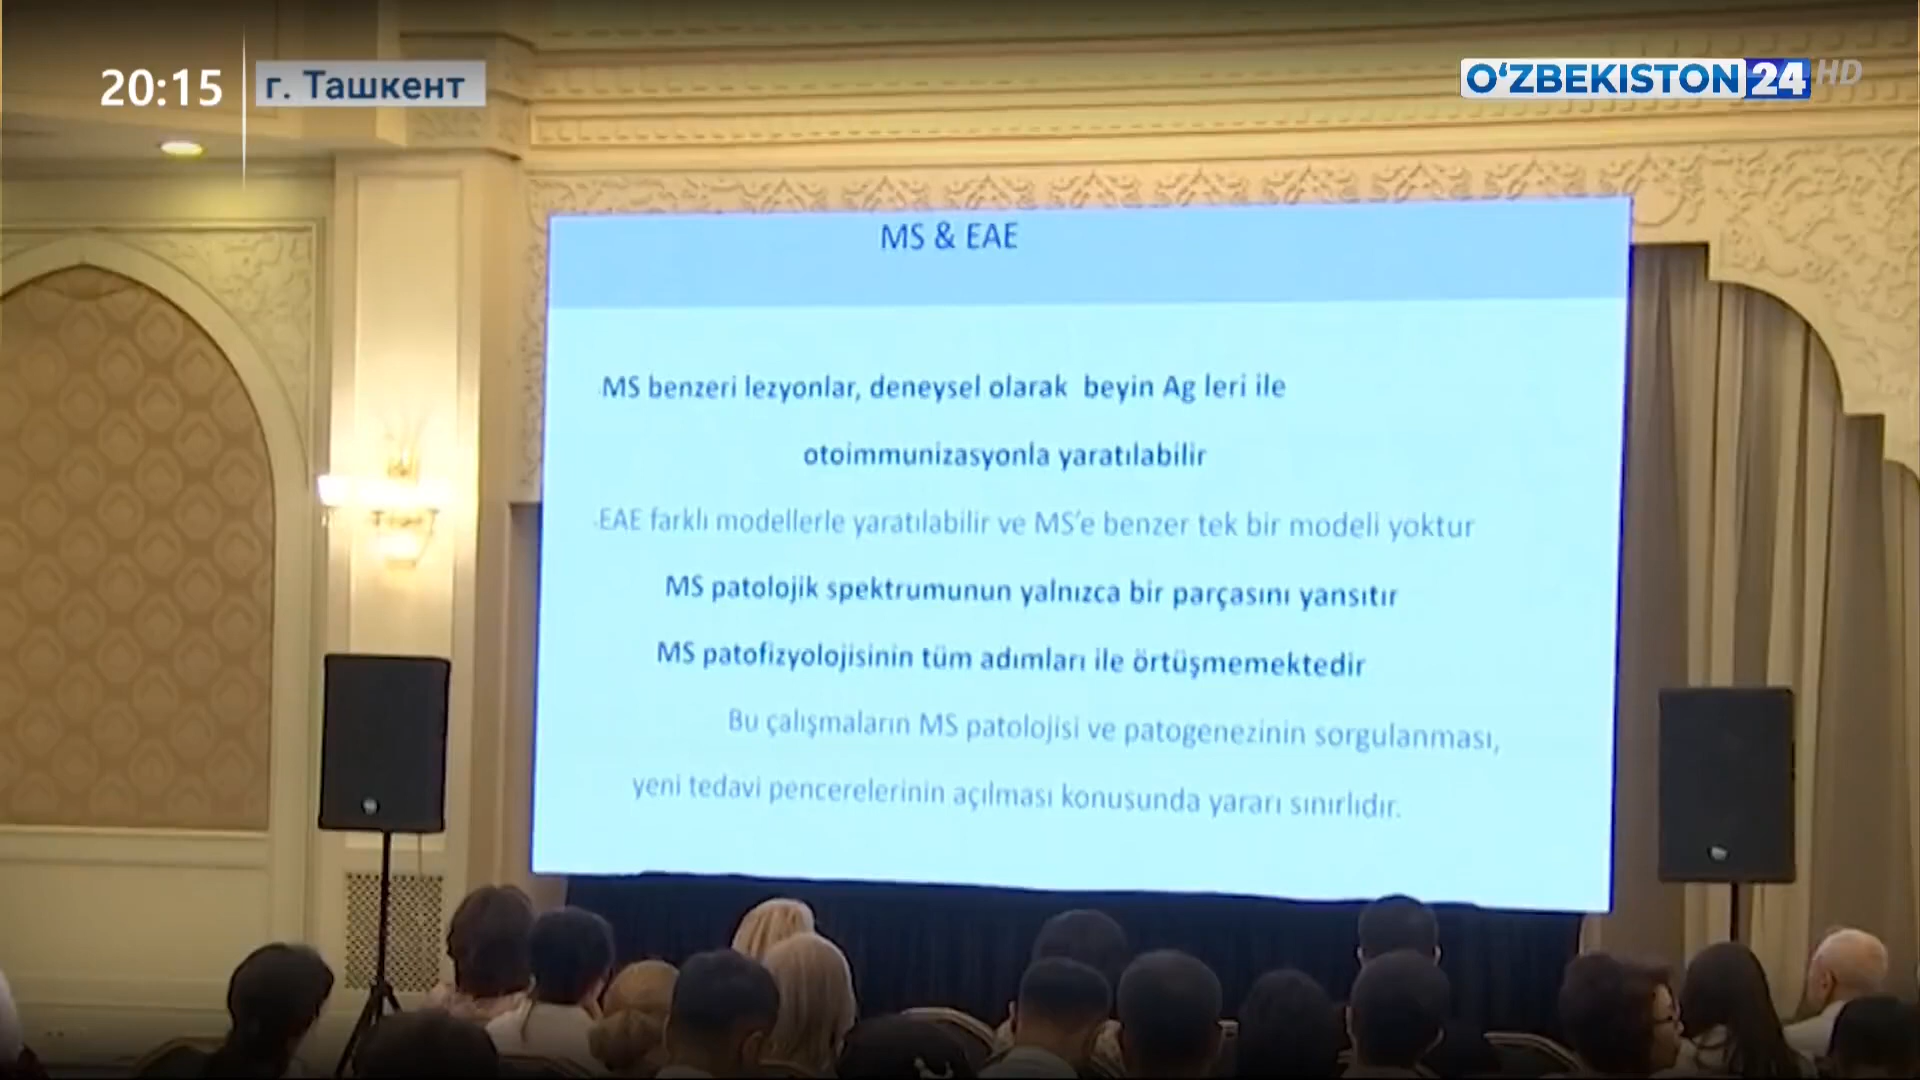 20:15
г. Ташкент
O‘ZBEKISTON 24 HD
MS & EAE
MS benzeri lezyonlar, deneysel olarak beyin Ag leri ile
otoimmunizasyonla yaratılabilir
EAE farklı modellerle yaratılabilir ve MS'e benzer tek bir modeli yoktur
MS patolojik spektrumunun yalnızca bir parçasını yansıtır
MS patofizyolojisinin tüm adımları ile örtüşmemektedir
Bu çalışmaların MS patolojisi ve patogenezinin sorgulanması,
yeni tedavi pencerelerinin açılması konusunda yararı sınırlıdır.